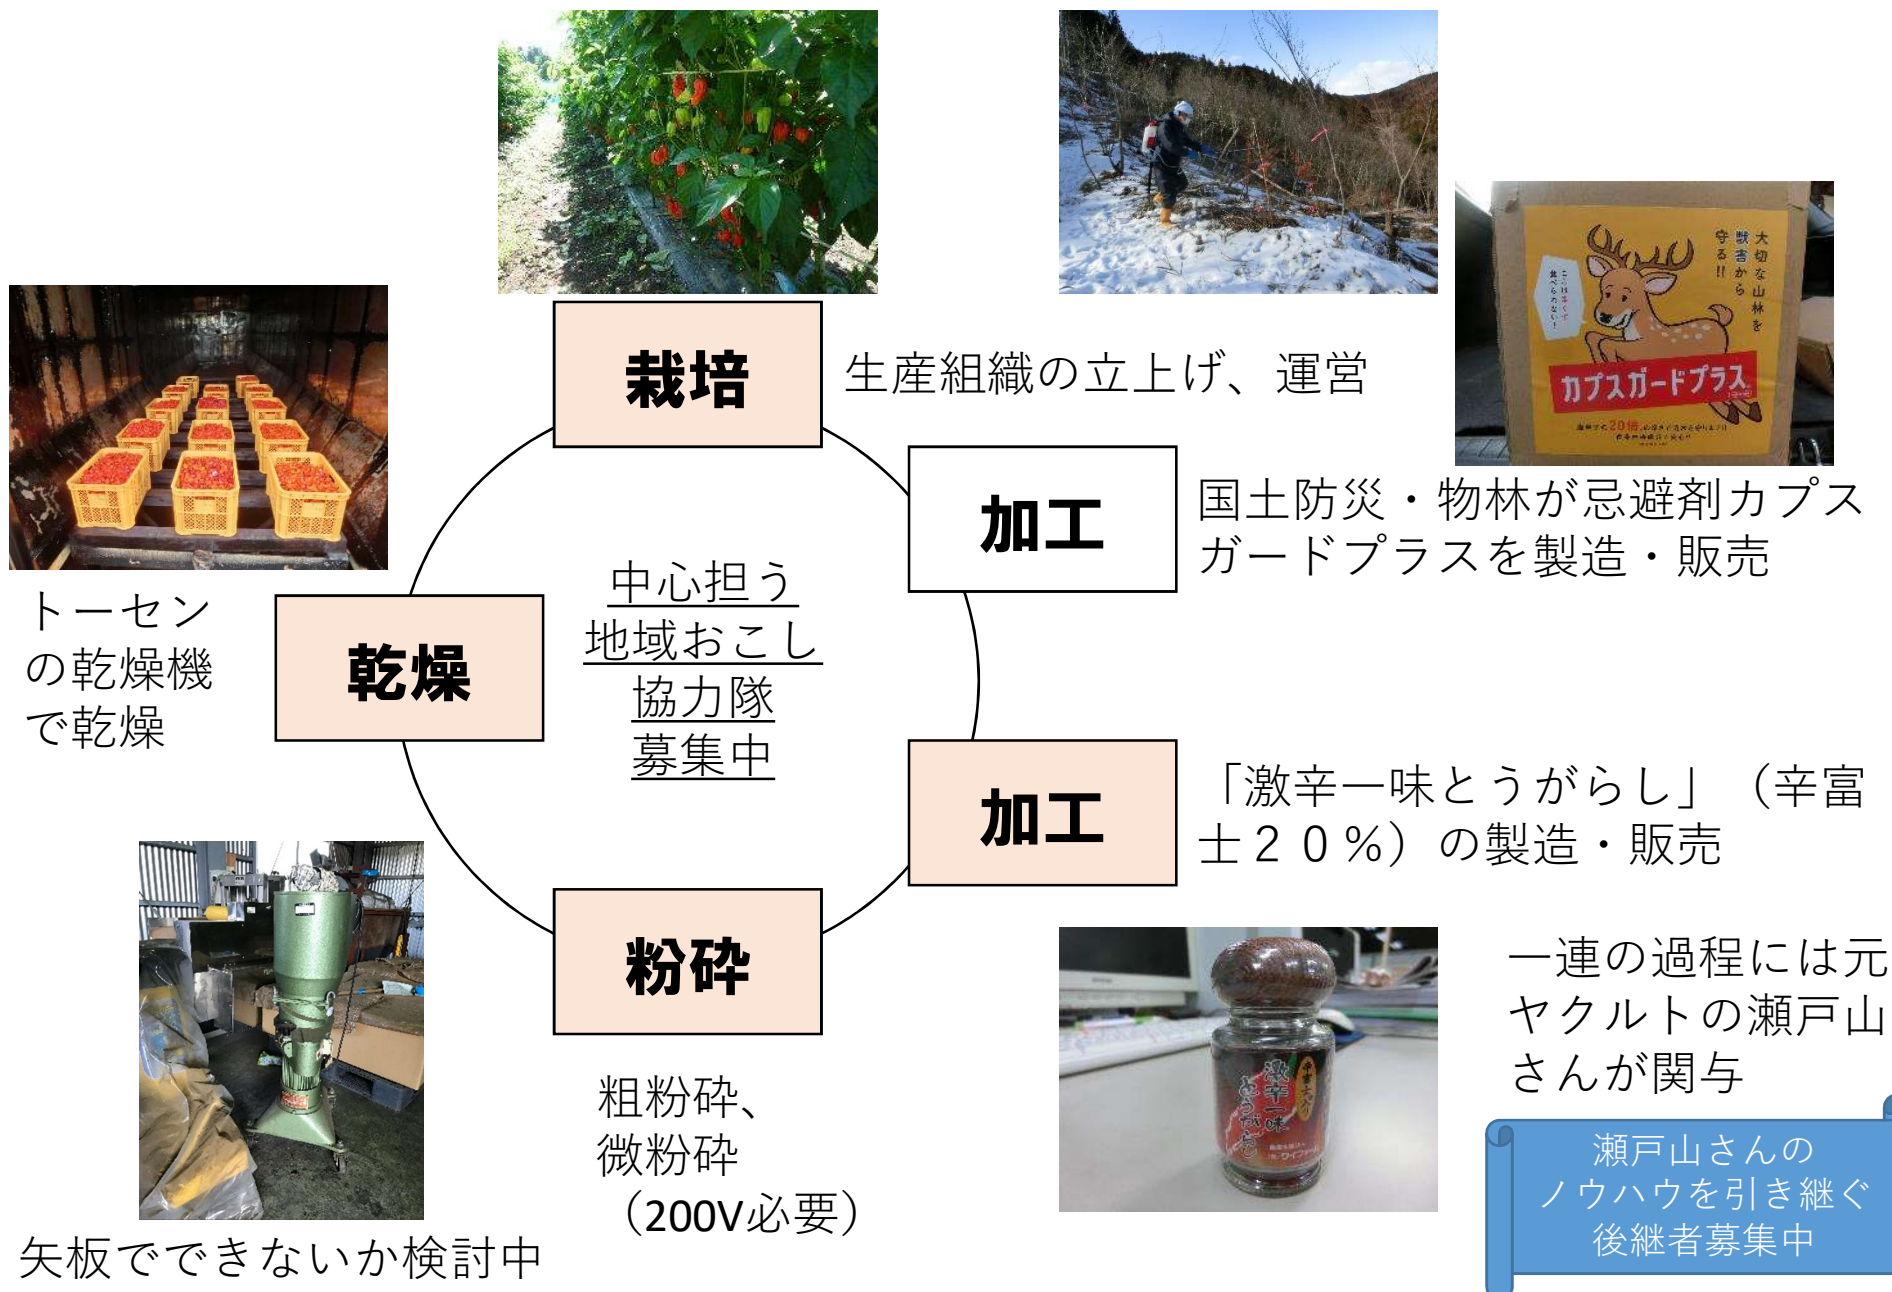 栽培
生産組織の立上げ、運営
大切な山林を
獣害から
守る!!
カプスガードプラス
加工
国土防災・物林が忌避剤カプス
ガードプラスを製造・販売
トーセン
の乾燥機
で乾燥
乾燥
中心担う
地域おこし
協力隊
募集中
加工
「激辛一味とうがらし」（辛富
士２０％）の製造・販売
粉砕
粗粉砕、
微粉砕
（200V必要）
矢板でできないか検討中
激辛一味
とうがらし
一連の過程には元
ヤクルトの瀬戸山
さんが関与
瀬戸山さんの
ノウハウを引き継ぐ
後継者募集中